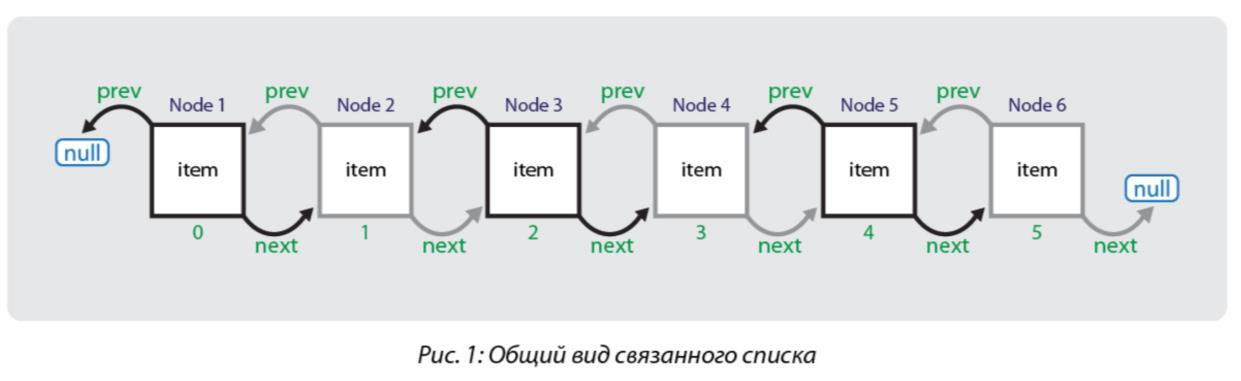 prev Node 1 prev Node 2 prev Node 3 prev Node 4 prev Node 5 prev Node 6
null item item item item item item null
0 next 1 next 2 next 3 next 4 next 5 next
Рис. 1: Общий вид связанного списка